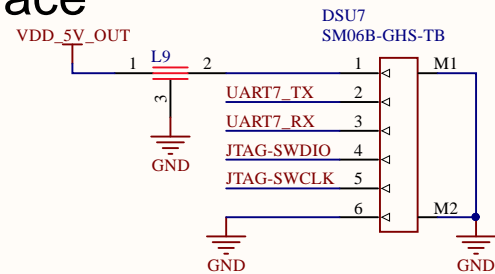 ace
DSU7
VDD_5V_OUT
SM06B-GHS-TB
L9
1
2
3
GND
1
M1
UART7_TX
2
UART7_RX
3
JTAG-SWDIO
4
JTAG-SWCLK
5
6
M2
GND
GND